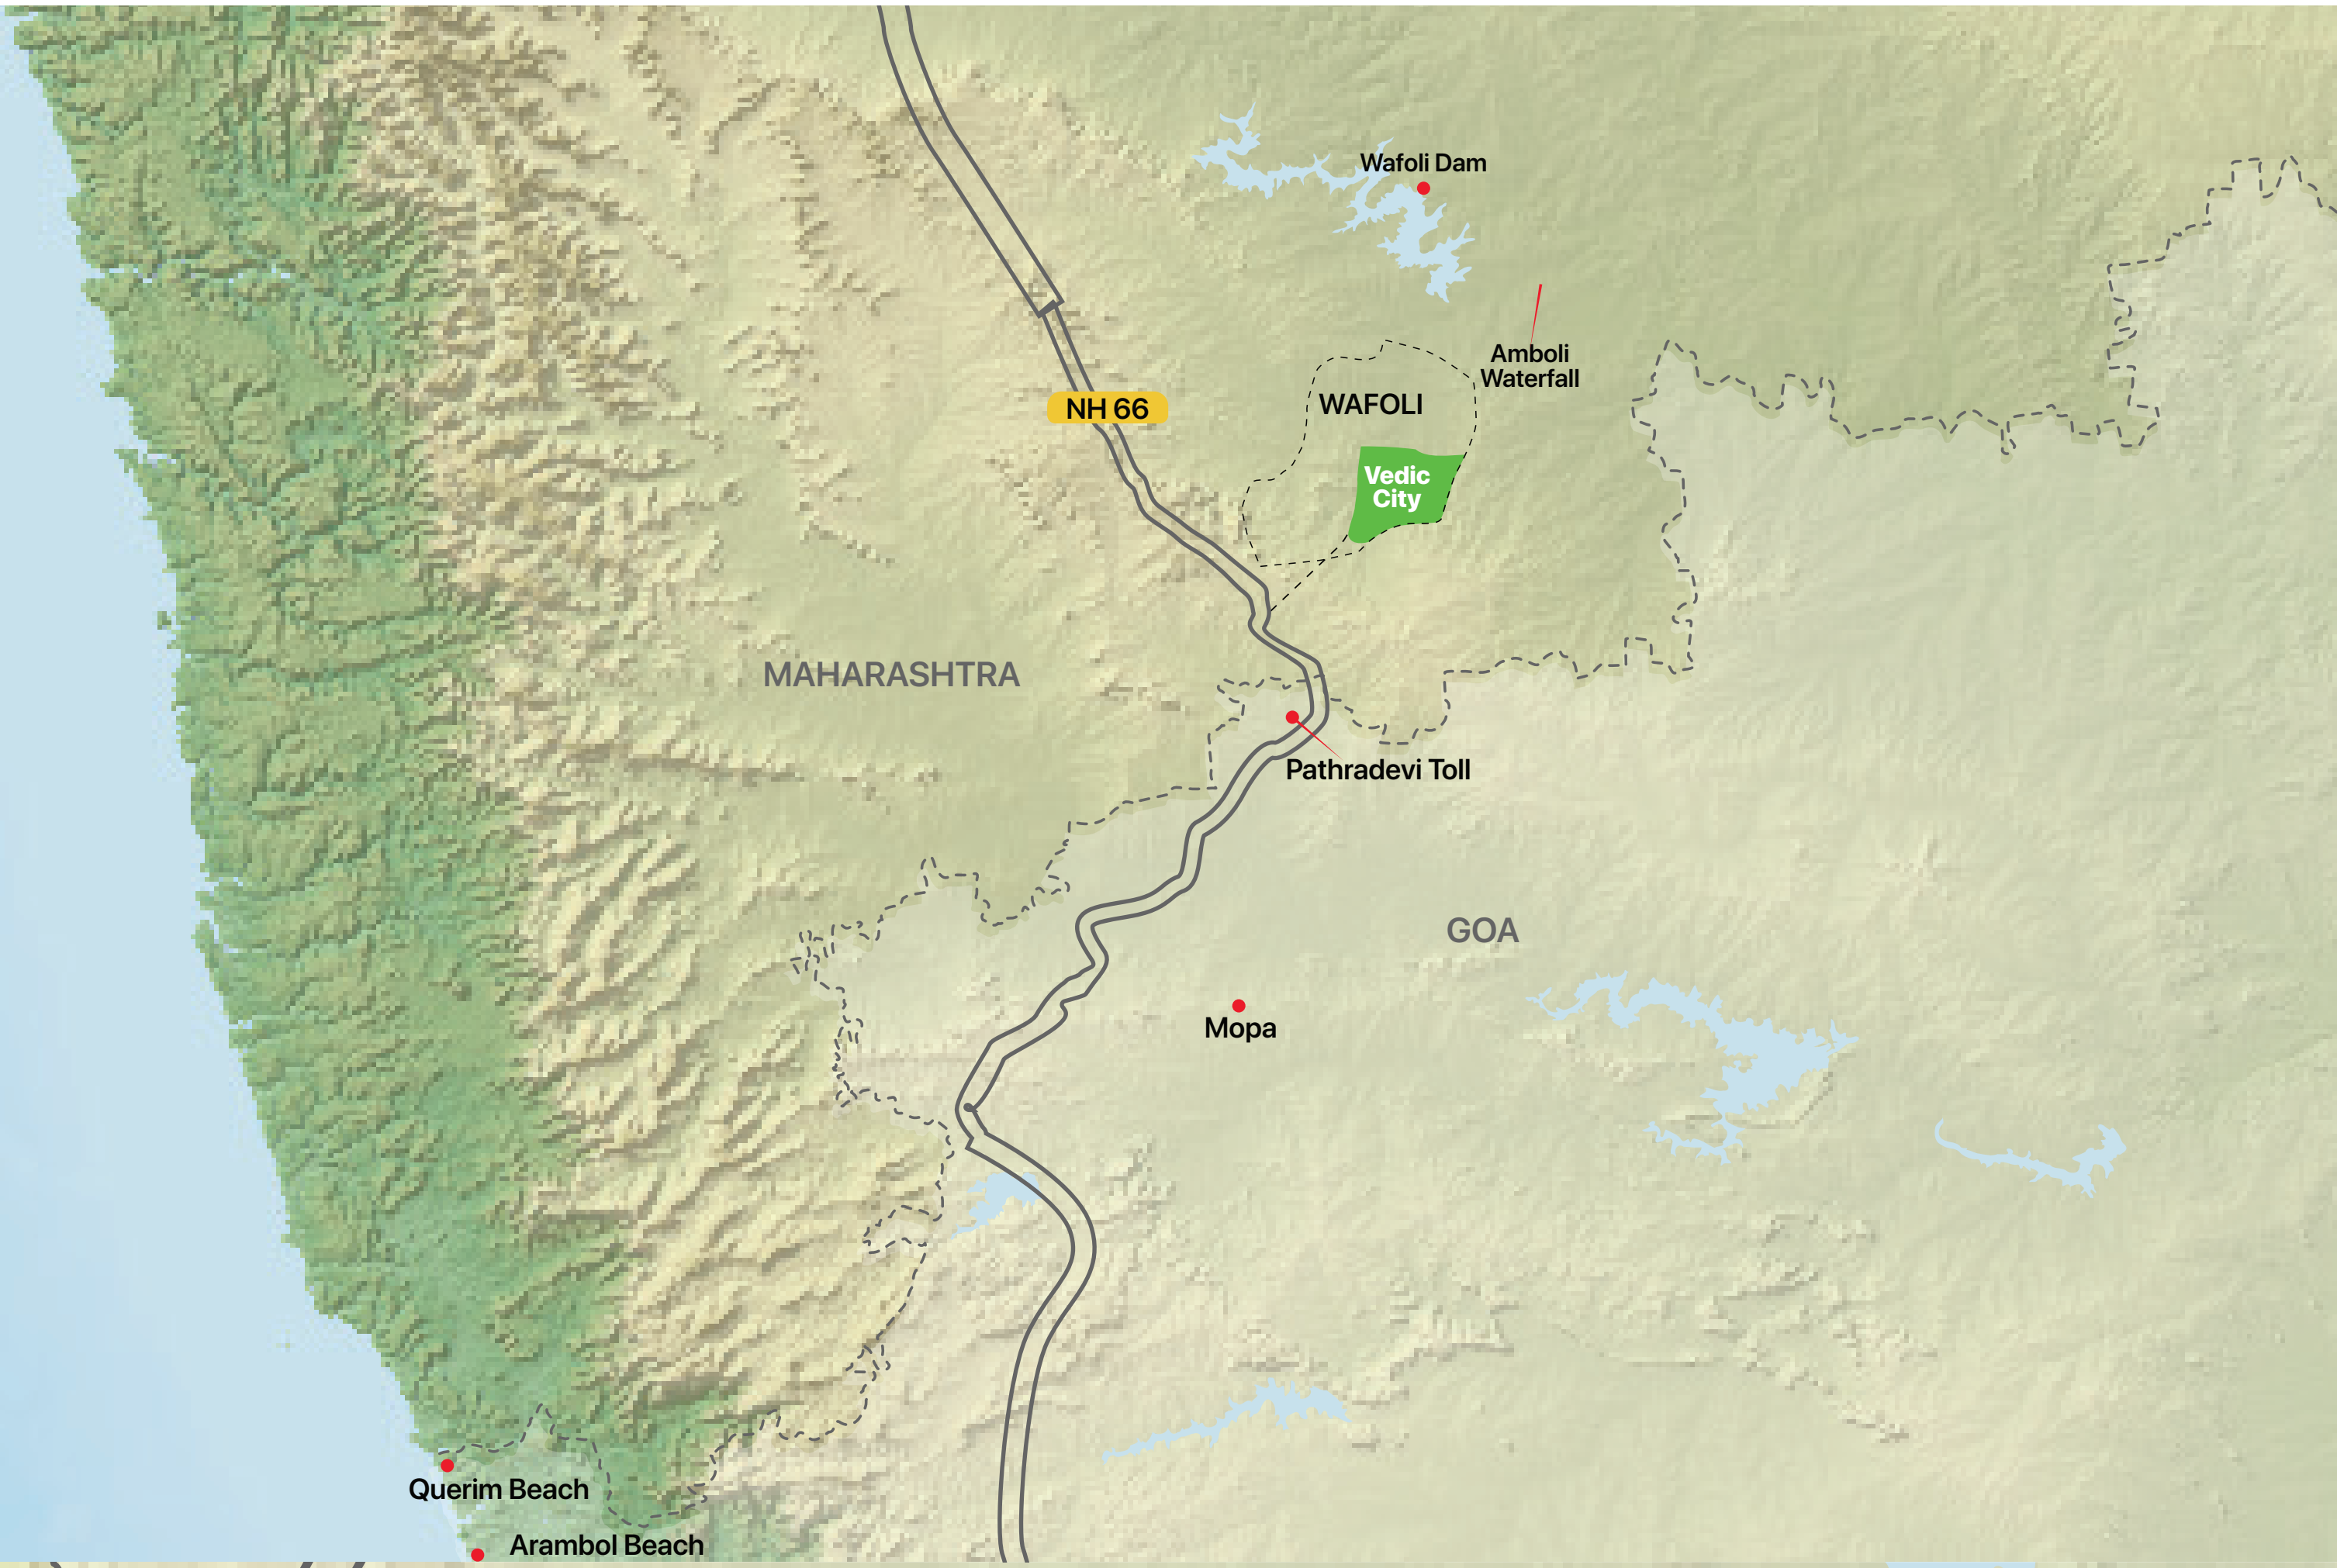 Wafoli Dam
Amboli
Waterfall
WAFOLI
NH 66
Vedic
City
MAHARASHTRA
Pathradevi Toll
GOA
Mopa
Querim Beach
Arambol Beach